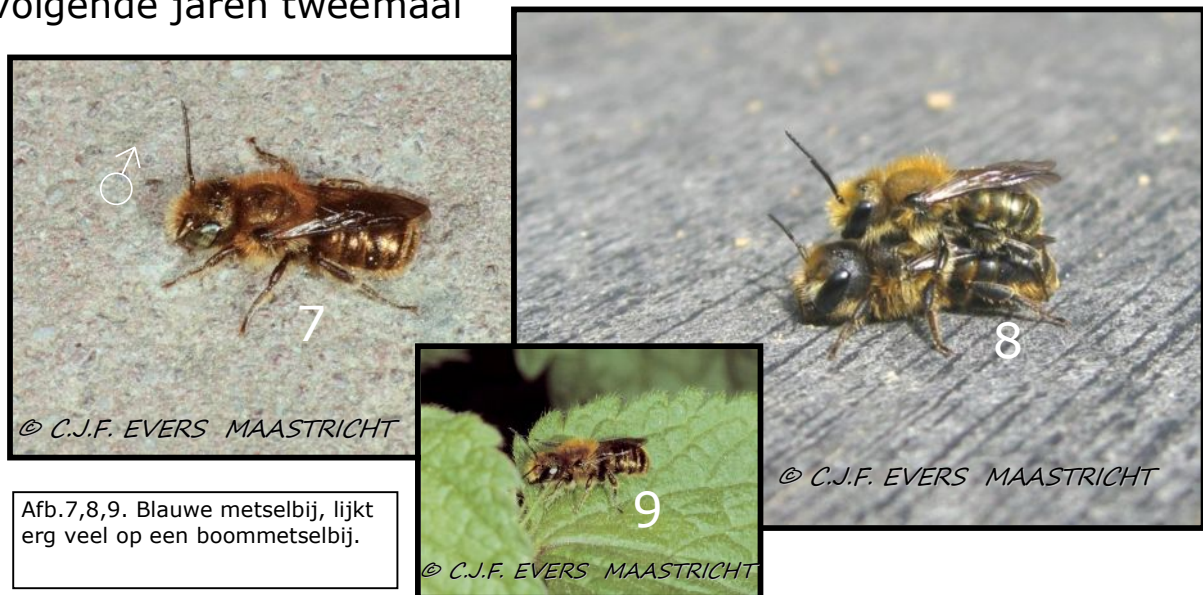 volgende jaren tweemaal
♂
7
© C.J.F. EVERS MAASTRICHT
8
© C.J.F. EVERS MAASTRICHT
9
© C.J.F. EVERS MAASTRICHT
Afb.7,8,9. Blauwe metselbij, lijkt
erg veel op een boommetselbij.